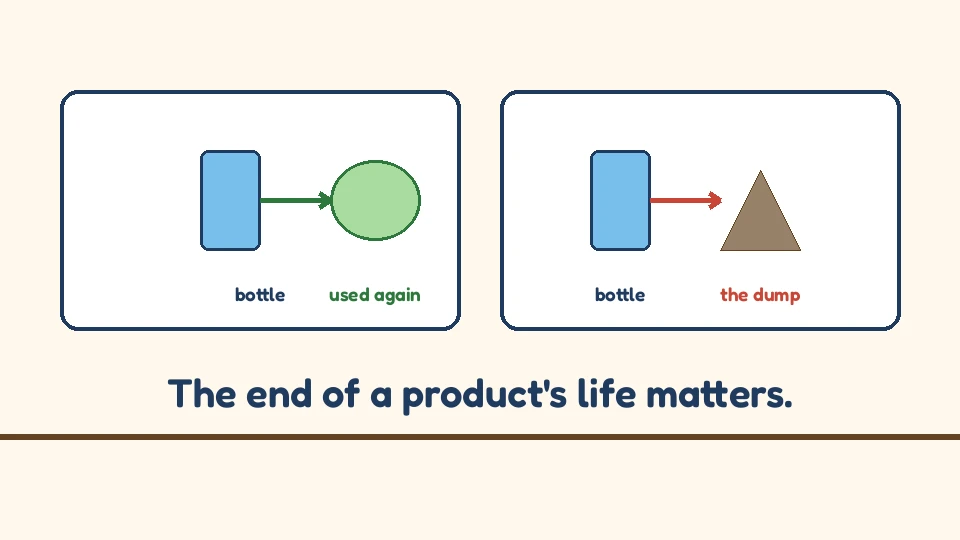 bottle used again
bottle the dump
The end of a product's life matters.